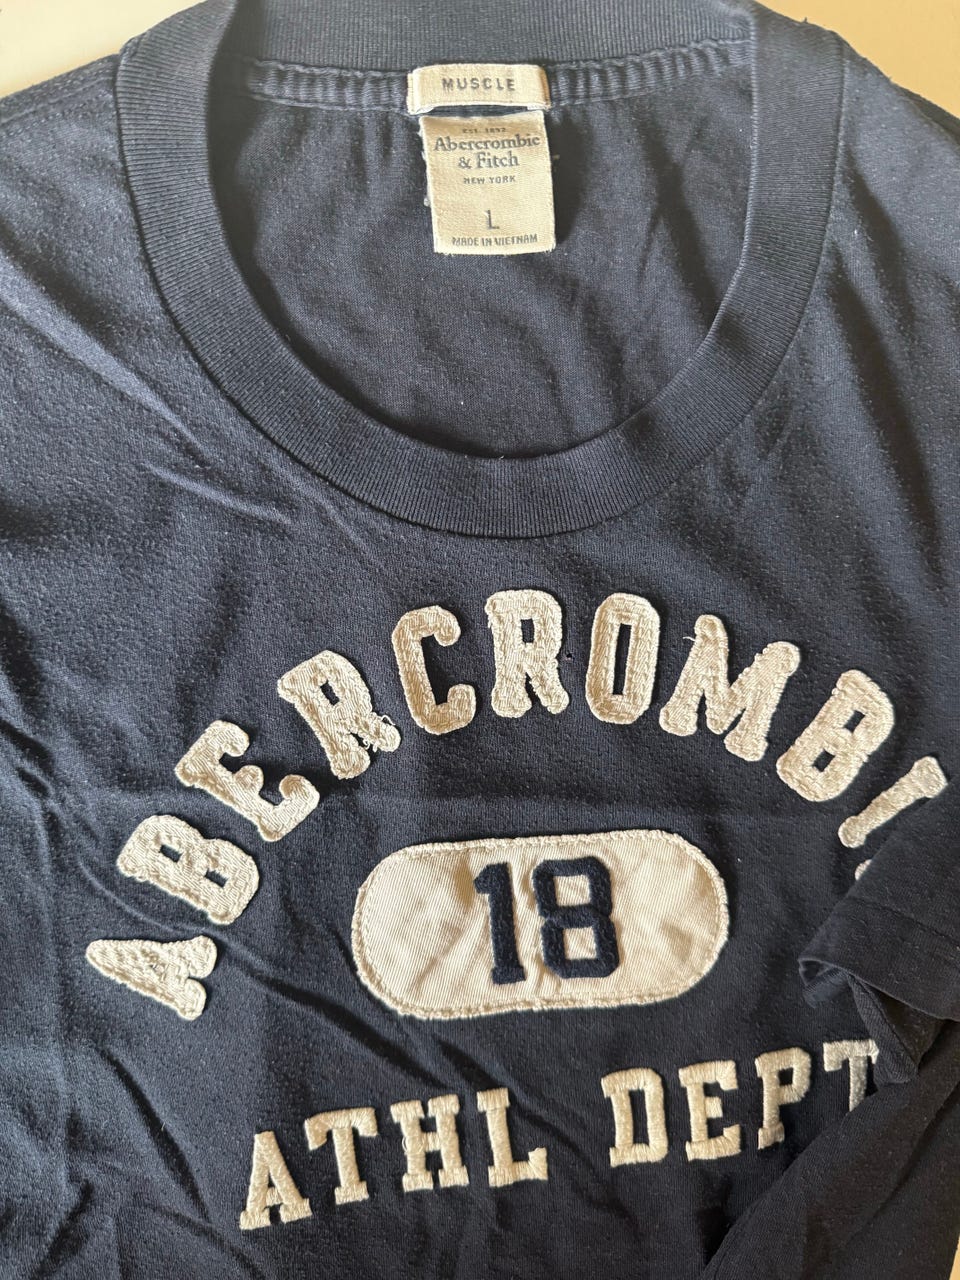 MUSCLE
EST. 1892
Abercrombie
& Fitch
NEW YORK
L
MADE IN VIETNAM
ABERCROMBI
18
ATHL DEPT